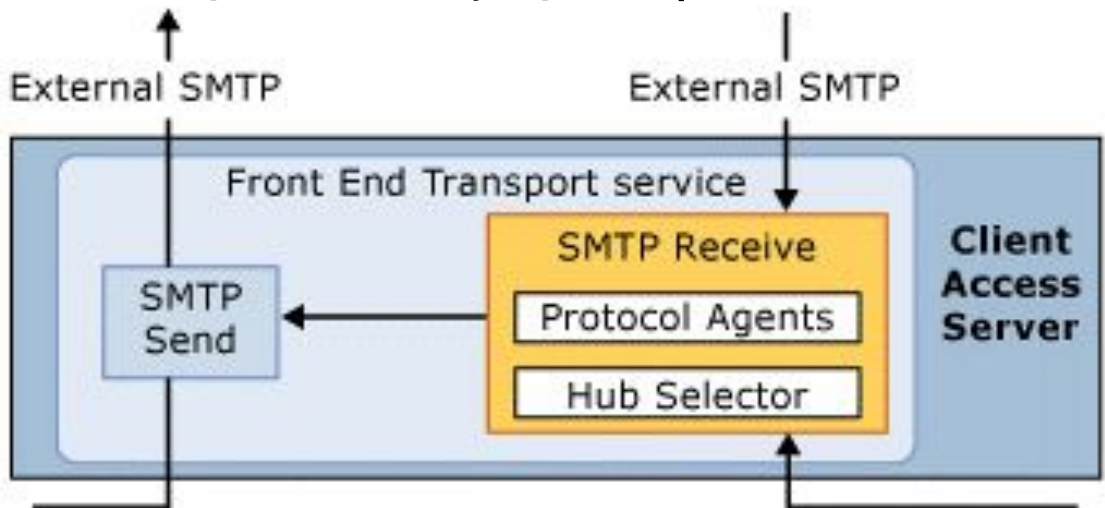 External SMTP
External SMTP
Front End Transport service
SMTP Receive
Protocol Agents
Hub Selector
SMTP
Send
Client
Access
Server